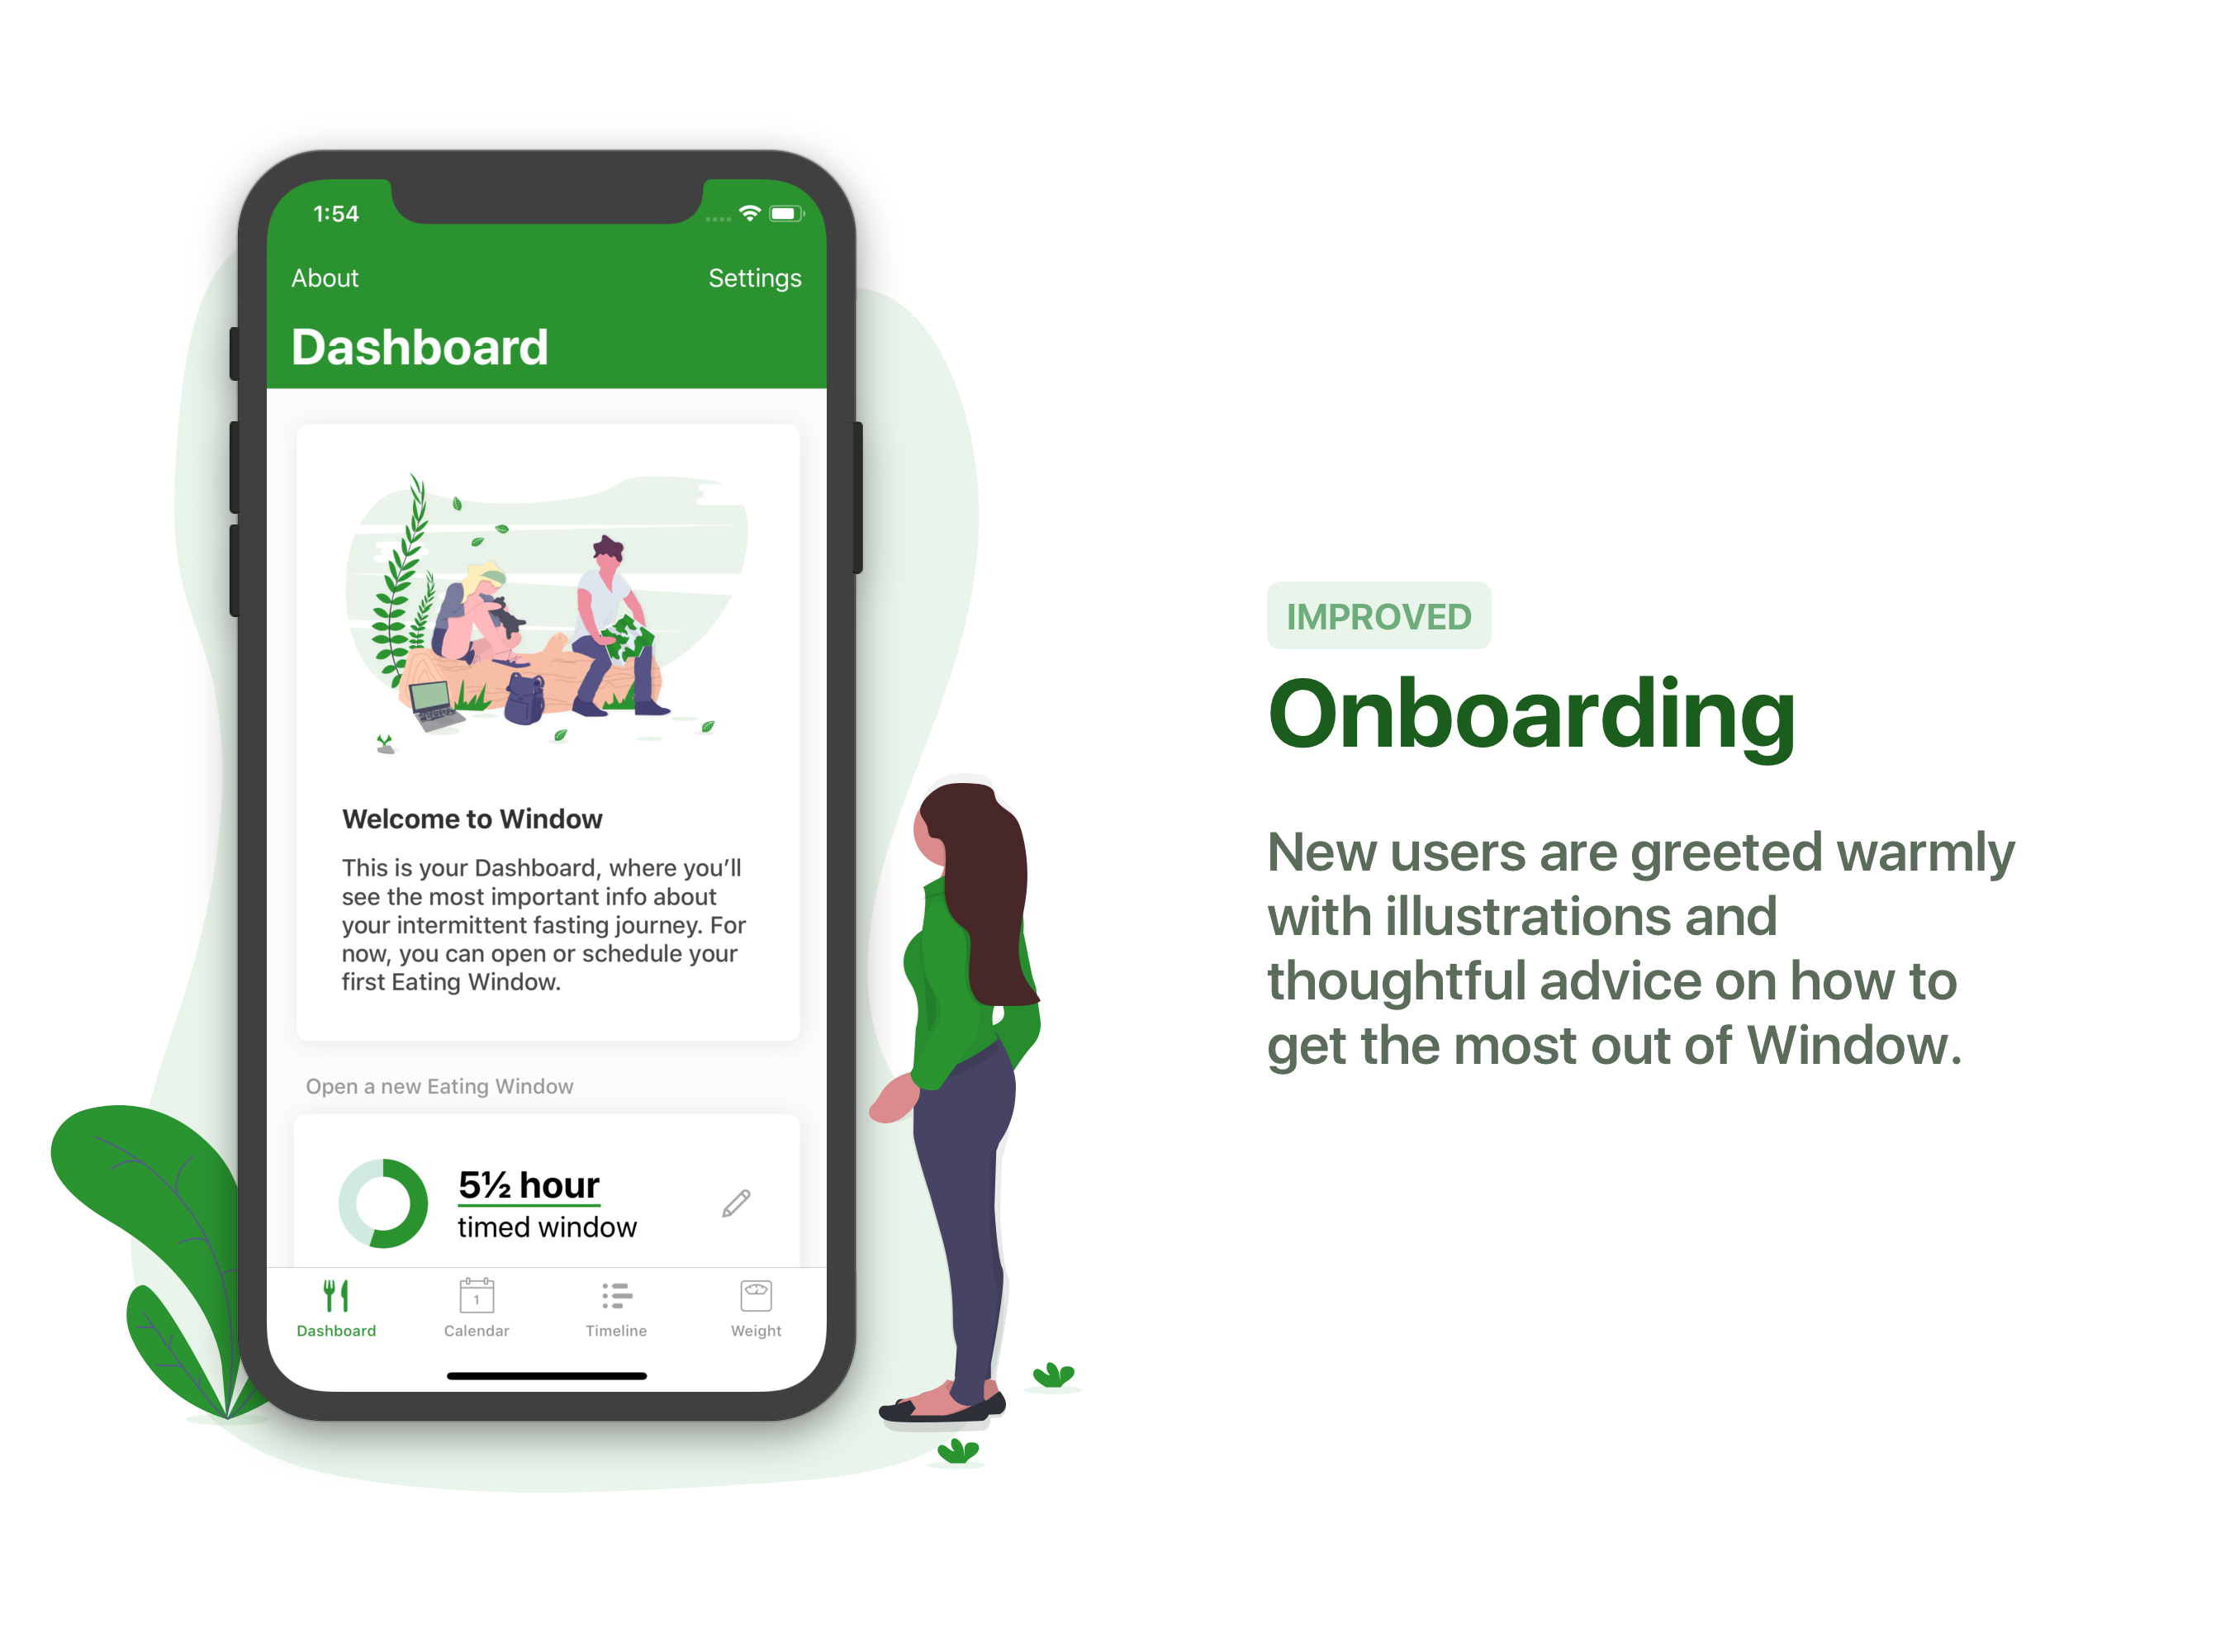 1:54
About
Settings
Dashboard
Welcome to Window
This is your Dashboard, where you’ll
see the most important info about
your intermittent fasting journey. For
now, you can open or schedule your
first Eating Window.
Open a new Eating Window
5½ hour
timed window
1
Dashboard
Calendar
Timeline
Weight
IMPROVED
Onboarding
New users are greeted warmly
with illustrations and
thoughtful advice on how to
get the most out of Window.